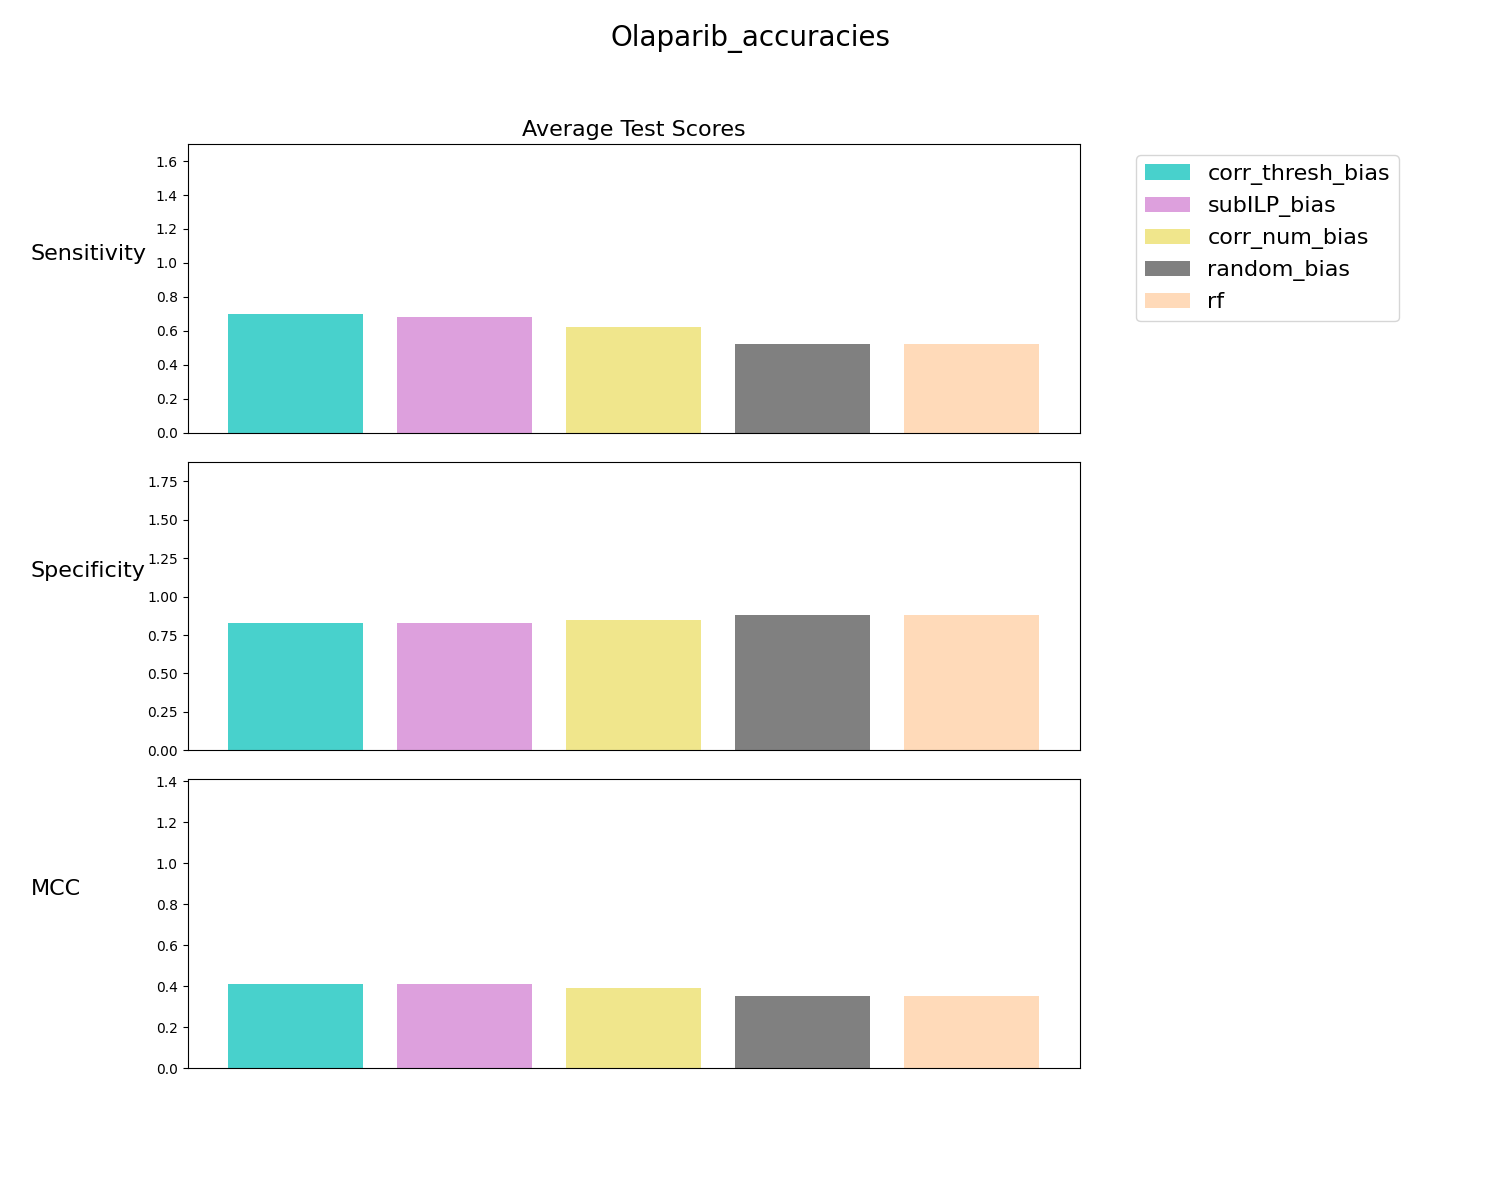 Olaparib_accuracies
Average Test Scores
Sensitivity
1.6
1.4
1.2
1.0
0.8
0.6
0.4
0.2
0.0
corr_thresh_bias
subILP_bias
corr_num_bias
random_bias
rf
Specificity
1.75
1.50
1.25
1.00
0.75
0.50
0.25
0.00
MCC
1.4
1.2
1.0
0.8
0.6
0.4
0.2
0.0